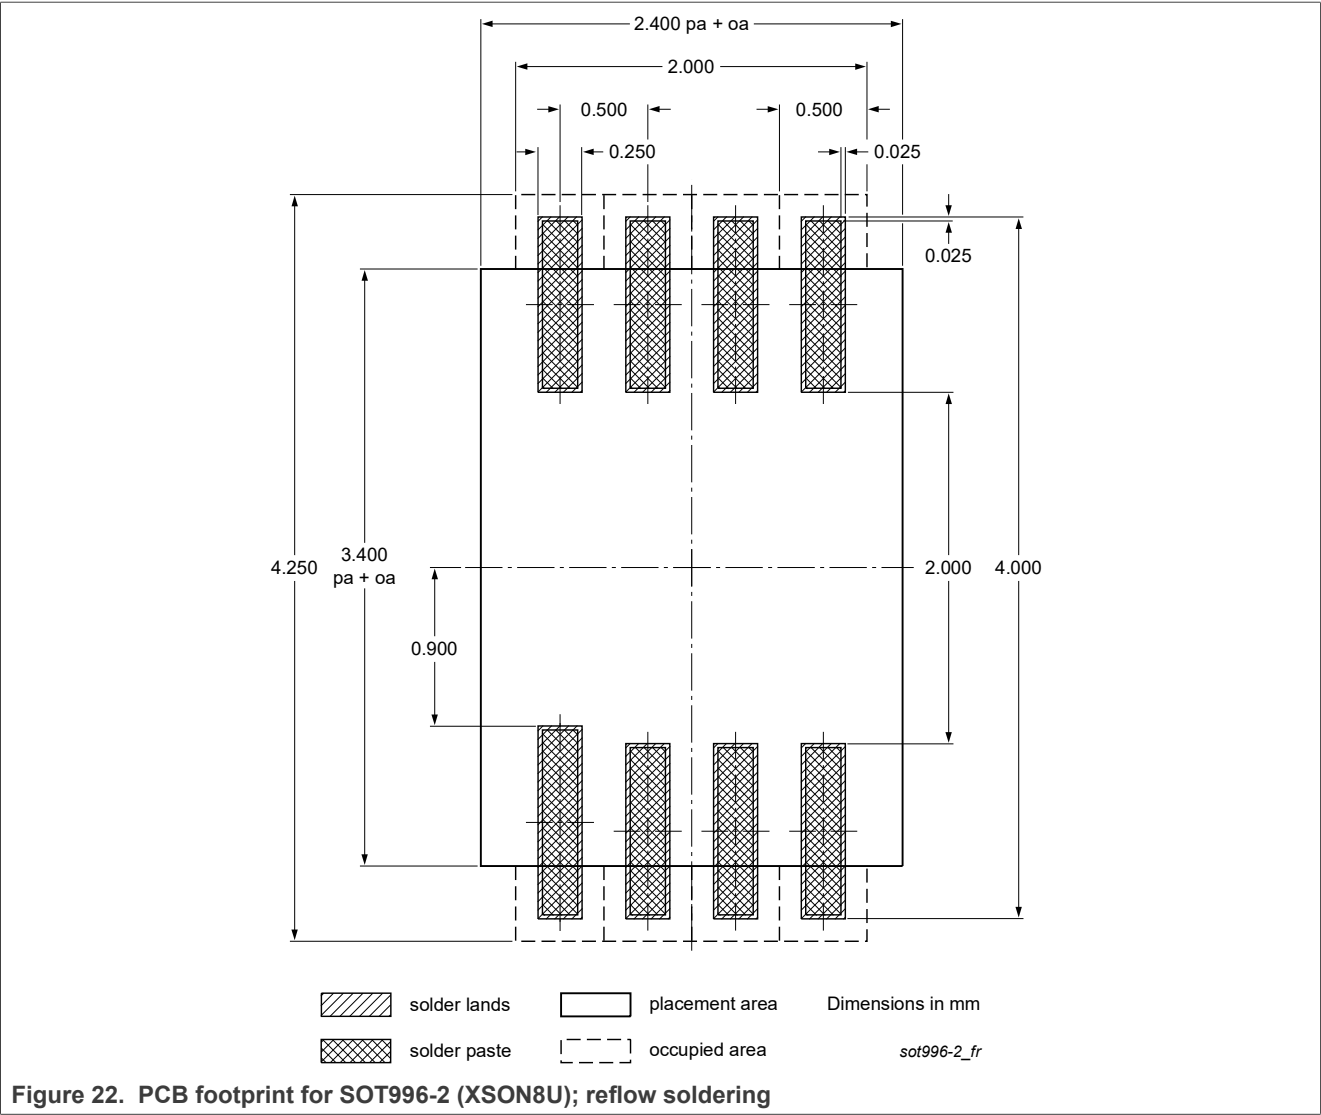 2.400 pa + oa
2.000
0.500
0.500
0.250
0.025
0.025
4.250
3.400
pa + oa
2.000
4.000
0.900
solder lands
placement area
Dimensions in mm
solder paste
occupied area
sot996-2_fr
Figure 22. PCB footprint for SOT996-2 (XSON8U); reflow soldering